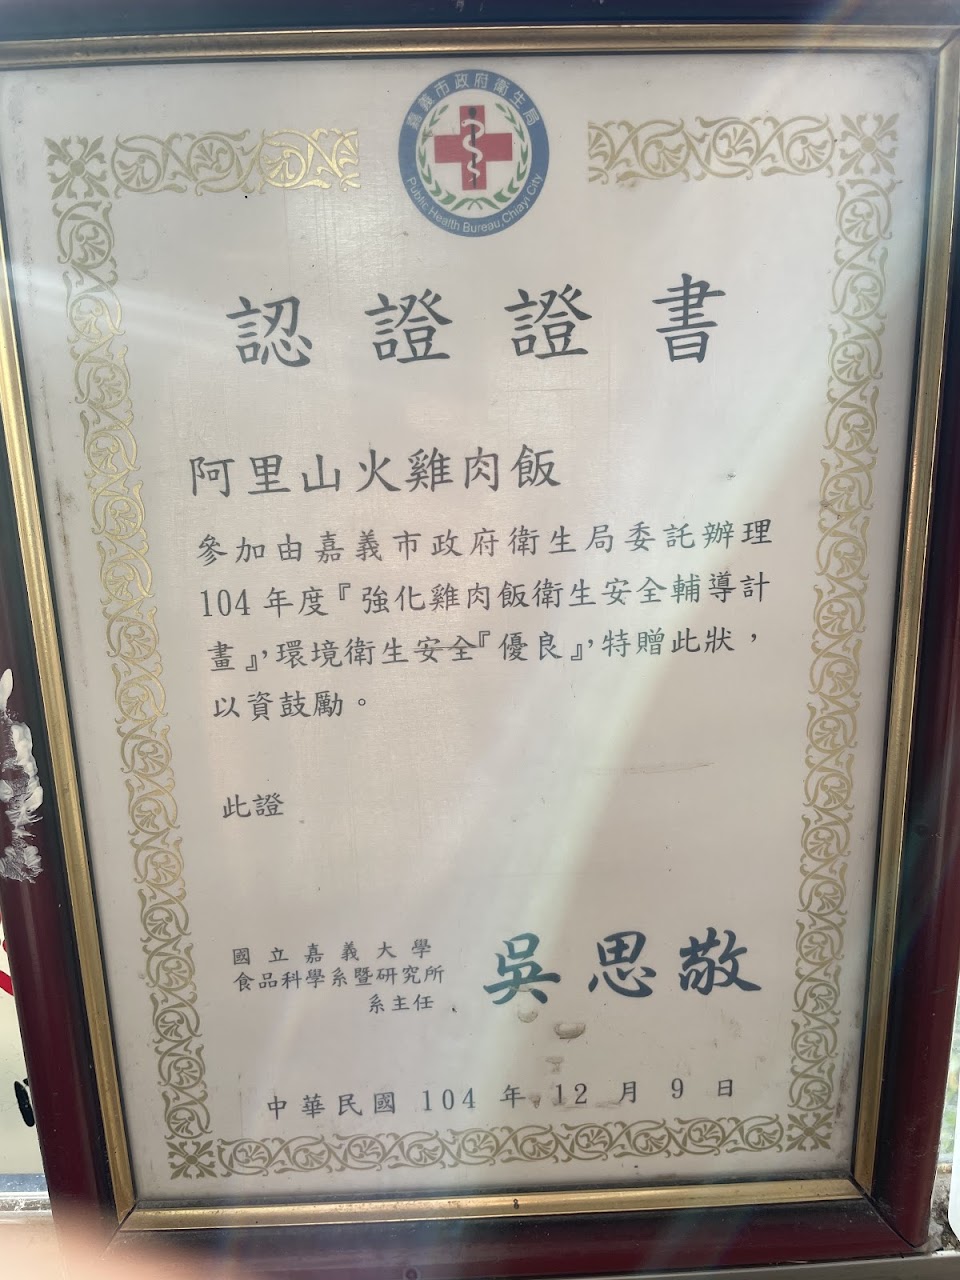 嘉義市政府衛生局
Public Health Bureau,Chiayi City
認證證書
阿里山火雞肉飯
參加由嘉義市政府衛生局委託辦理
104年度『強化雞肉飯衛生安全輔導計
畫』,環境衛生安全『優良』,特贈此狀，
以資鼓勵。
此證
國立嘉義大學
食品科學系暨研究所
系主任
吳思敬
中華民國 104 年 12 月 9 日